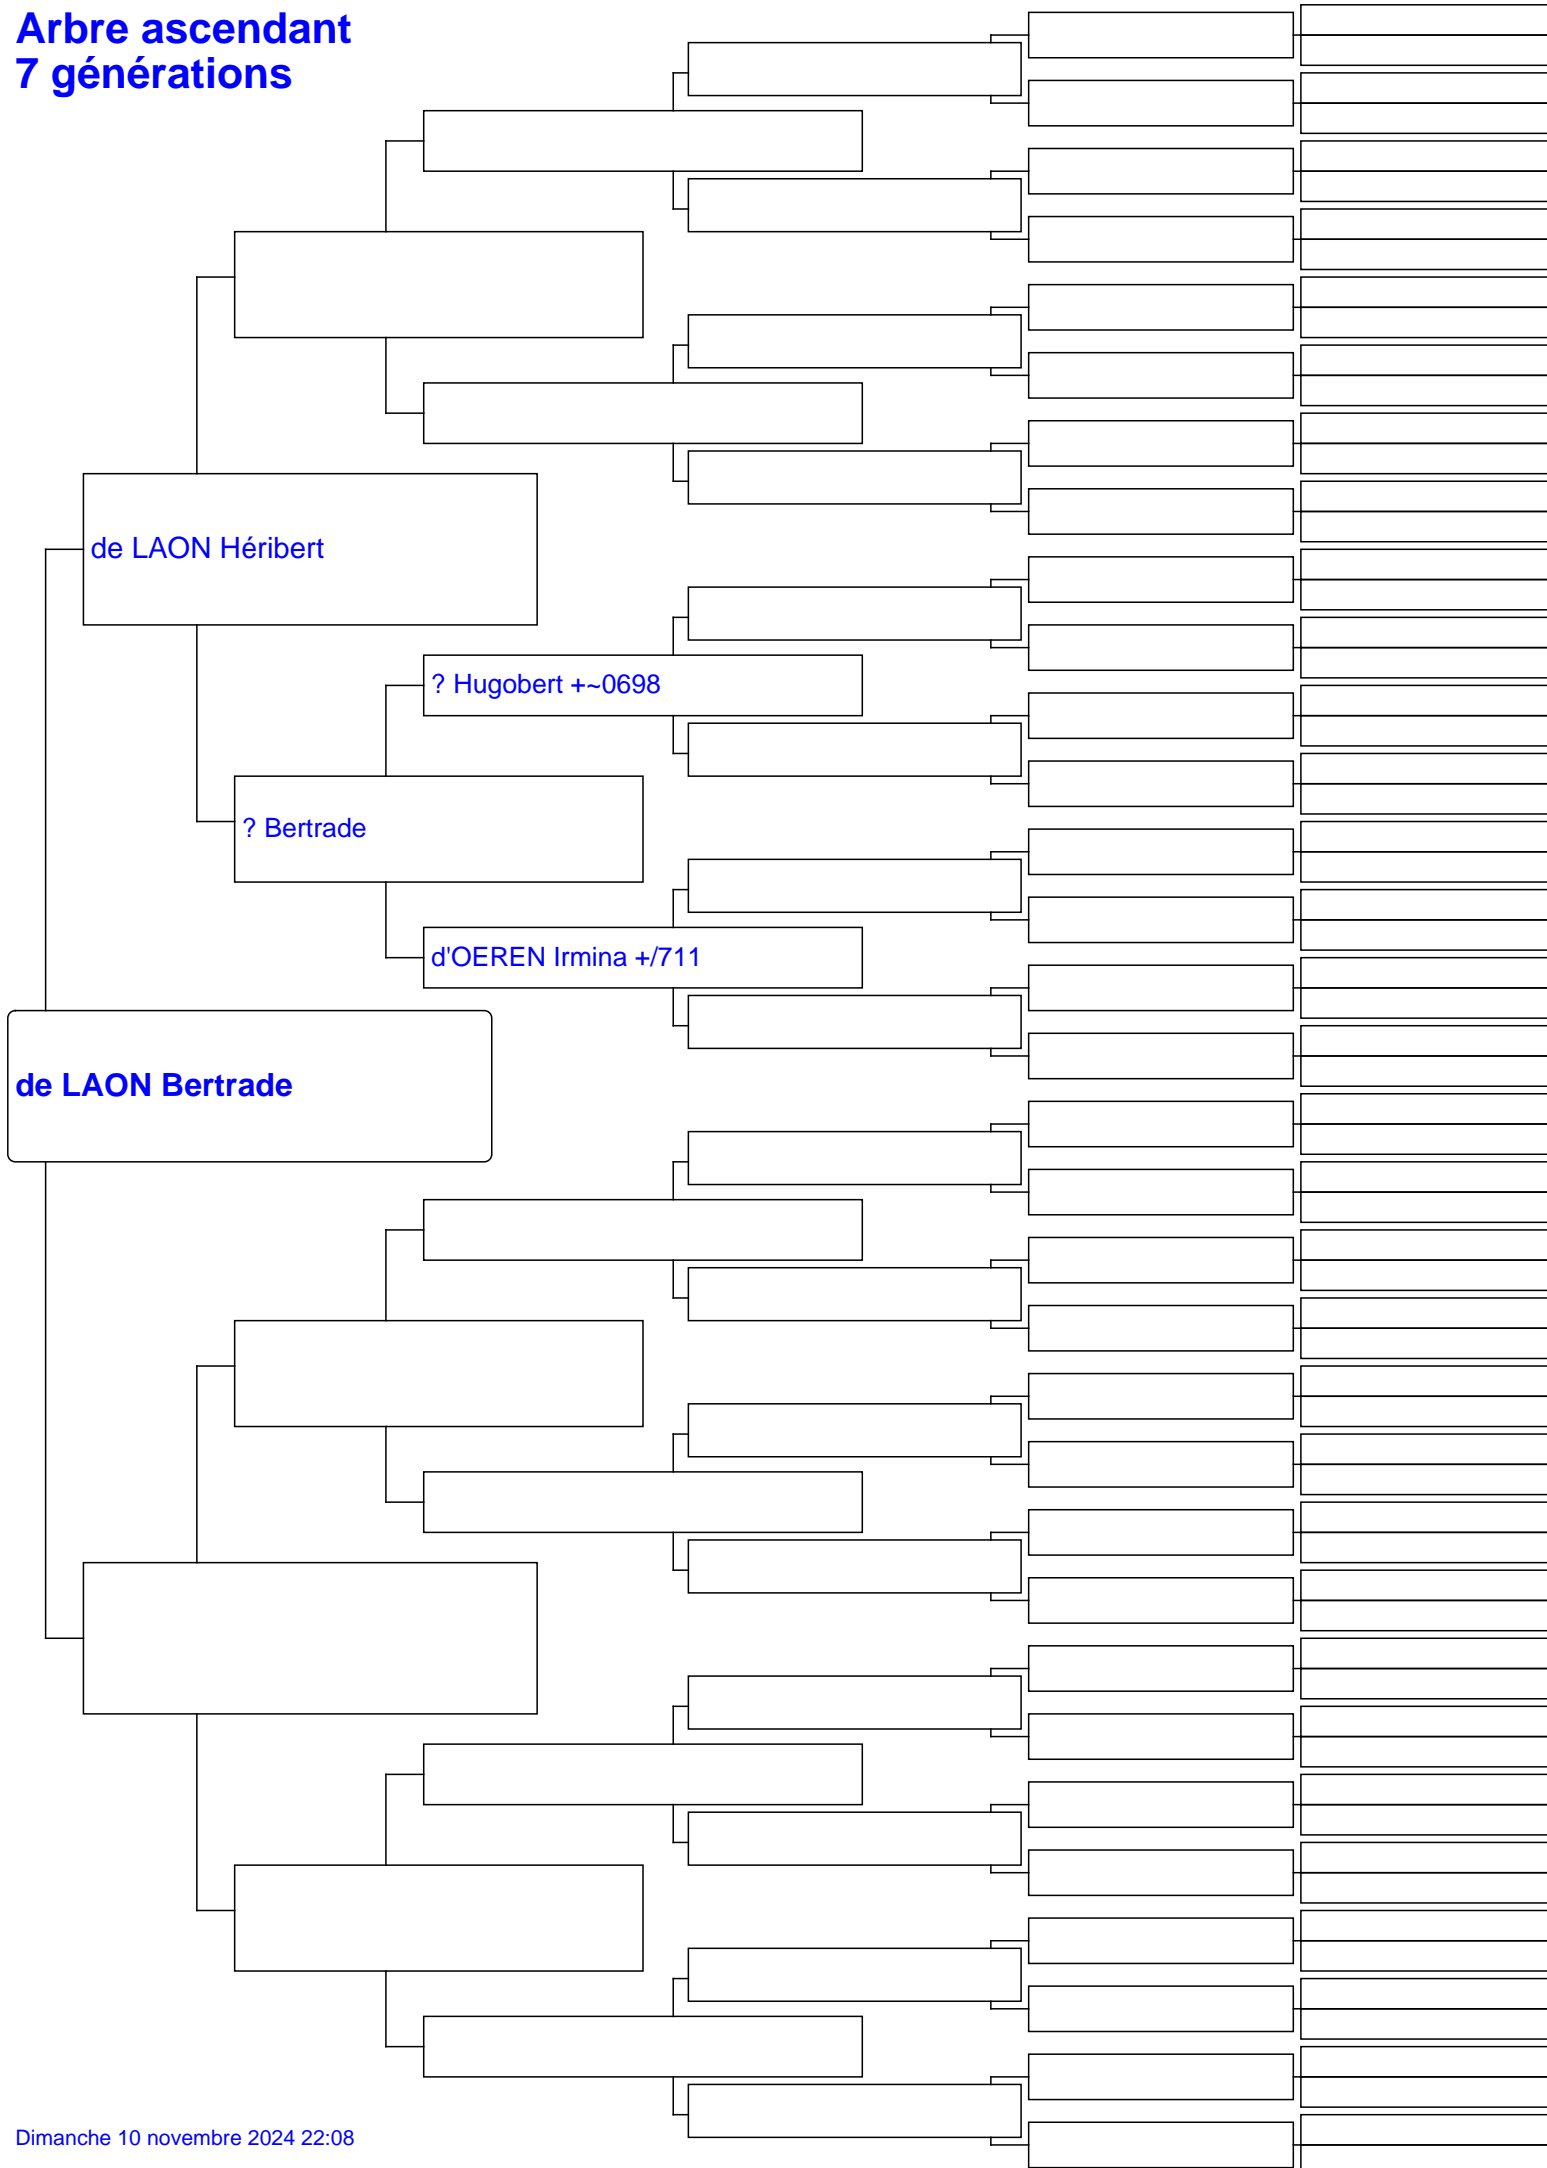 Arbre ascendant
7 générations
de LAON Héribert
? Hugobert +~0698
? Bertrade
d'OEREN Irmina +/711
de LAON Bertrade
Dimanche 10 novembre 2024 22:08